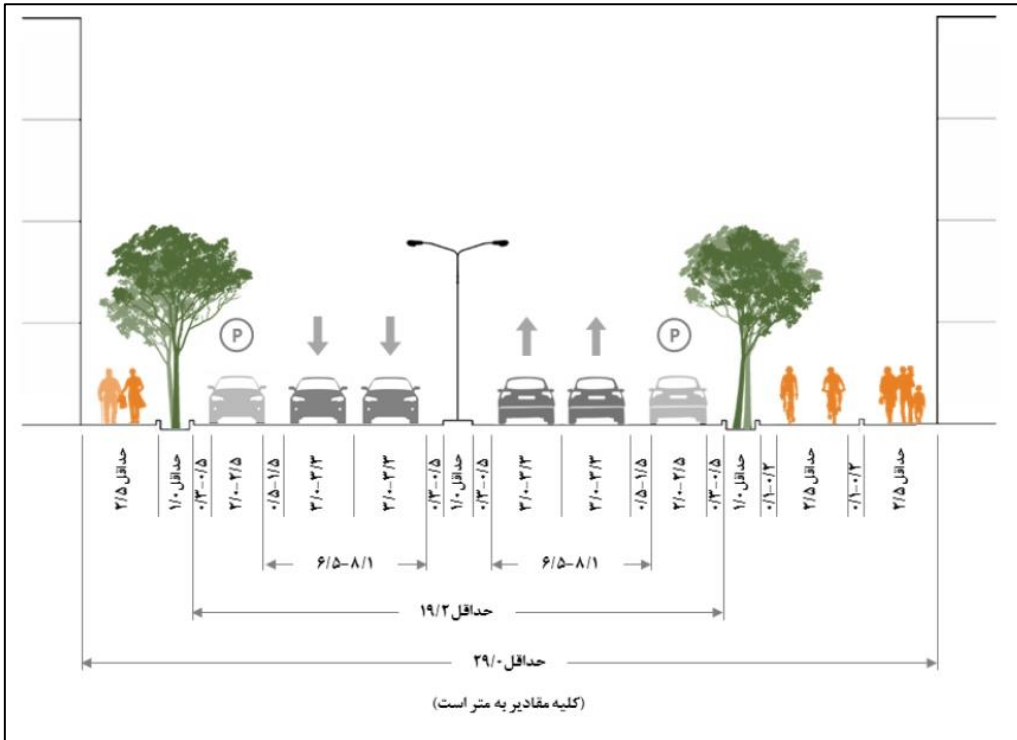 P
P
حداقل ۲/۵
حداقل ۱/۰
۰/۳-۰/۵
۲/۰-۲/۵
۰/۵-۱/۵
۳/۰-۳/۳
۳/۰-۳/۳
۰/۳-۰/۵
حداقل ۱/۰
۰/۳-۰/۵
۳/۰-۳/۳
۳/۰-۳/۳
۰/۵-۱/۵
۲/۰-۲/۵
۰/۳-۰/۵
حداقل ۱/۰
۰/۱-۰/۲
حداقل ۲/۵
۰/۱-۰/۲
حداقل ۲/۵
۶/۵-۸/۱
۶/۵-۸/۱
حداقل ۱۹/۲
حداقل ۲۹/۰
(کلیه مقادیر به متر است)